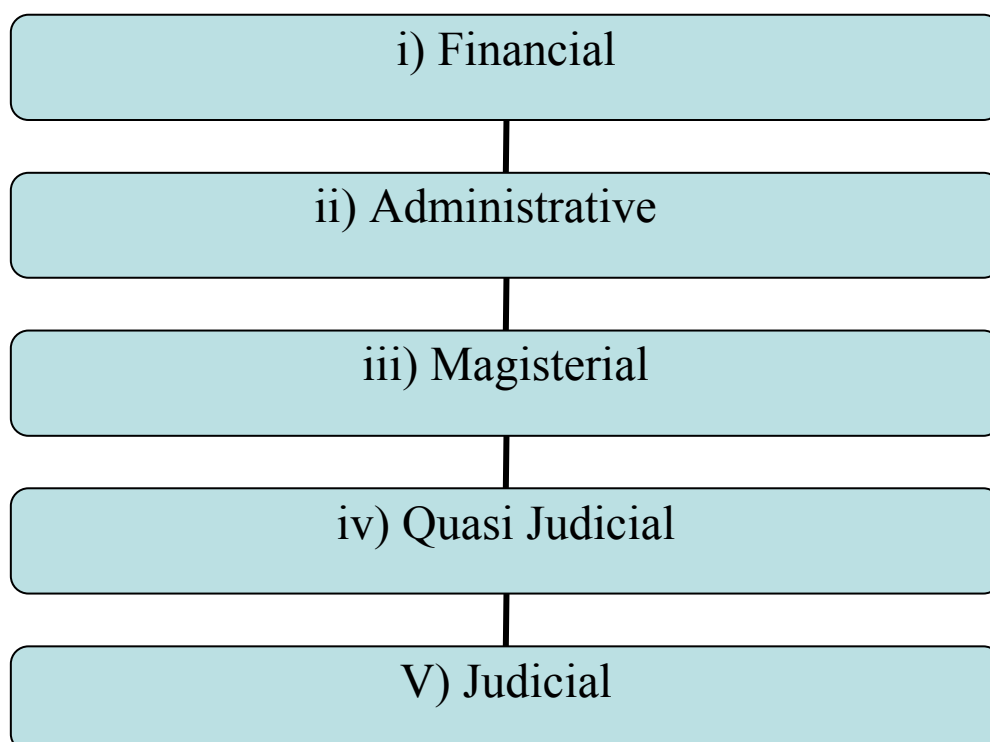 i) Financial
ii) Administrative
iii) Magisterial
iv) Quasi Judicial
V) Judicial